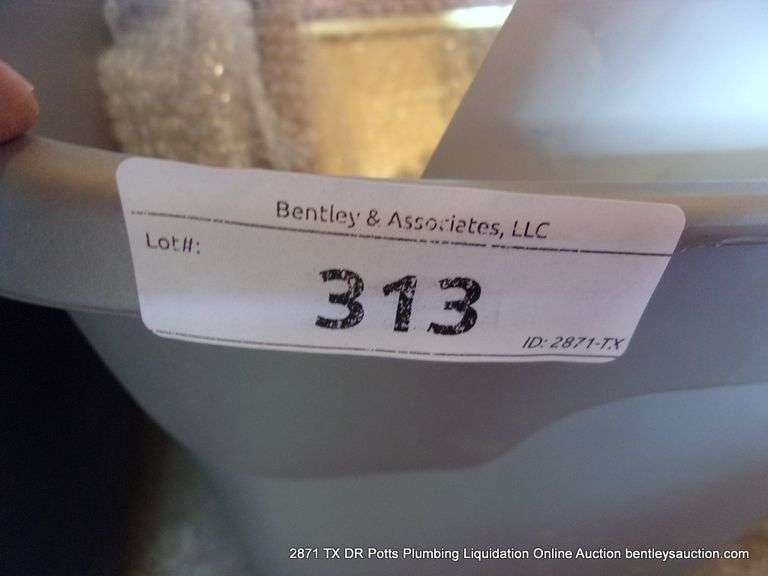 Bentley & Associates, LLC
Lot#:
313
ID: 2871-TX
2871 TX DR Potts Plumbing Liquidation Online Auction bentleysauction.com